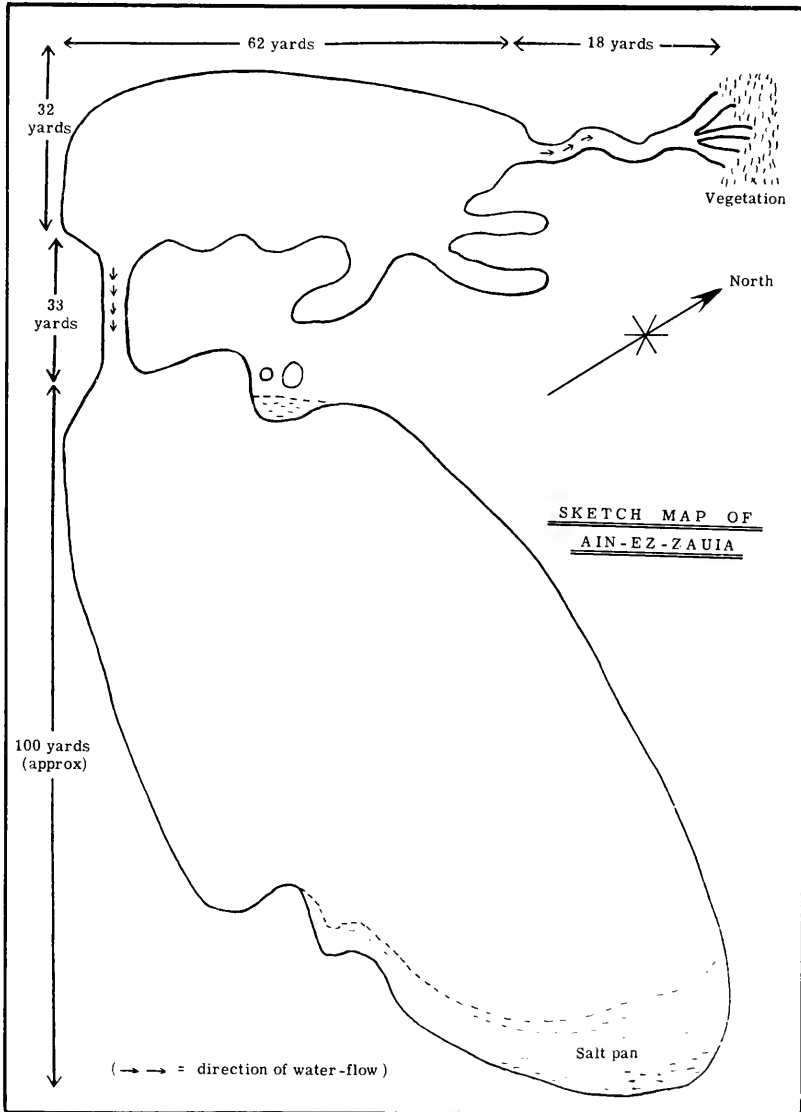 62 yards
18 yards
32
yards
Vegetation
33
yards
North
SKETCH MAP OF
AIN-EZ-ZAUIA
100 yards
(approx)
Salt pan
(→ → = direction of water-flow)